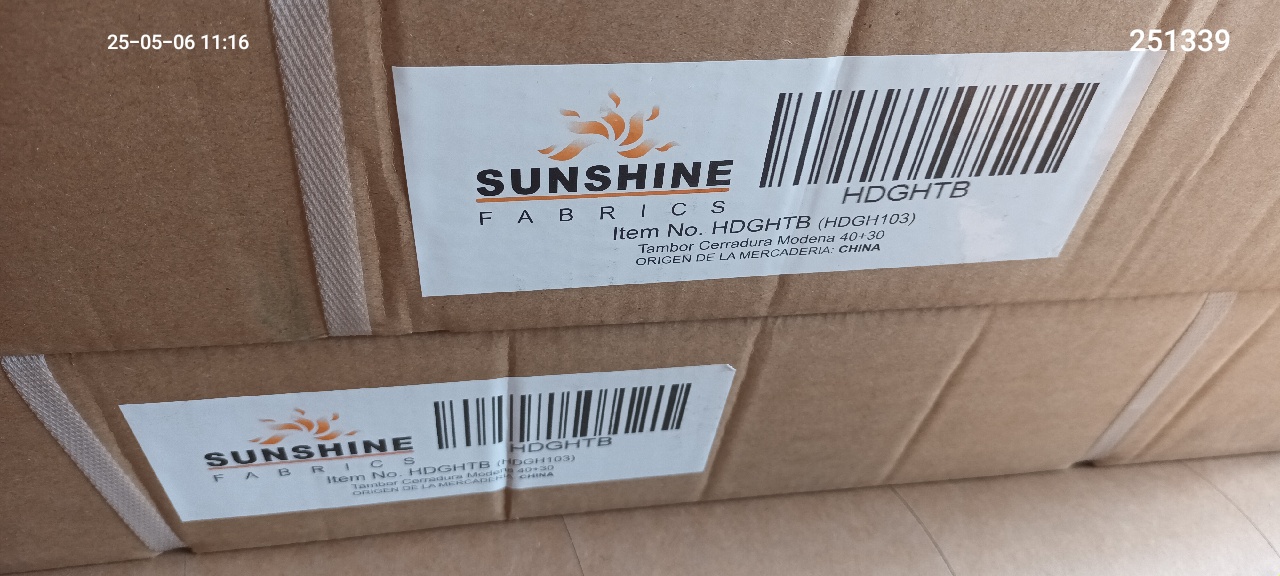 25-05-06 11:16
251339
SUNSHINE
FABRICS
HDGHTB
Item No. HDGHTB (HDGH103)
Tambor Cerradura Modena 40+30
ORIGEN DE LA MERCADERIA: CHINA
SUNSHINE
FABRICS
HDGHTB
Item No. HDGHTB (HDGH103)
Tambor Cerradura Modena 40+30
ORIGEN DE LA MERCADERIA: CHINA